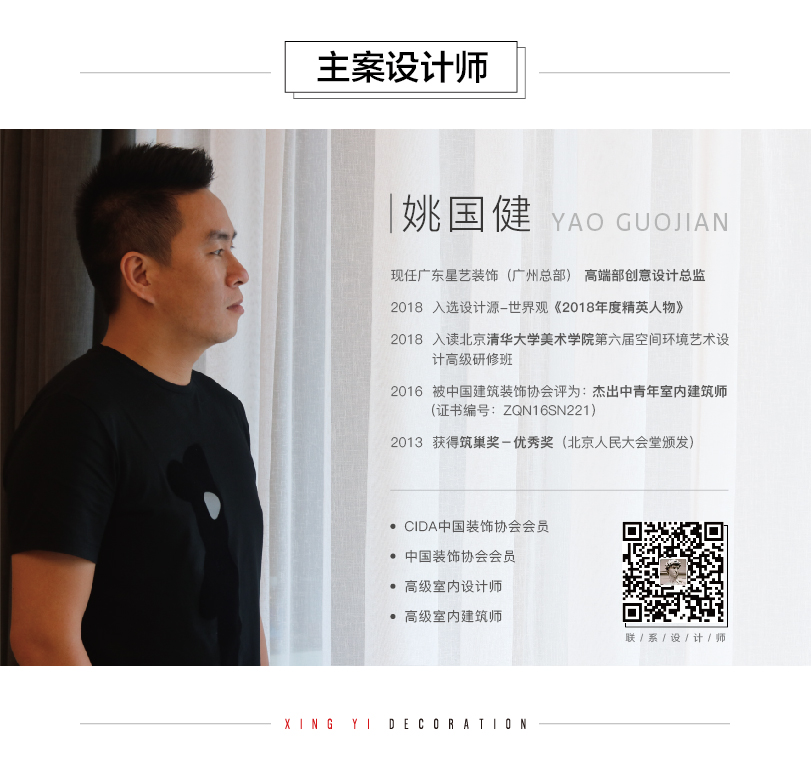 主案设计师
姚国健 YAO GUOJIAN
现任广东星艺装饰（广州总部） 高端部创意设计总监
2018 入选设计源-世界观《2018年度精英人物》
2018 入读北京清华大学美术学院第六届空间环境艺术设
计高级研修班
2016 被中国建筑装饰协会评为：杰出中青年室内建筑师
（证书编号：ZQN16SN221）
2013 获得筑巢奖－优秀奖（北京人民大会堂颁发）
• CIDA中国装饰协会会员
• 中国装饰协会会员
• 高级室内设计师
• 高级室内建筑师
联 / 系 / 设 / 计 / 师
XING YI DECORATION